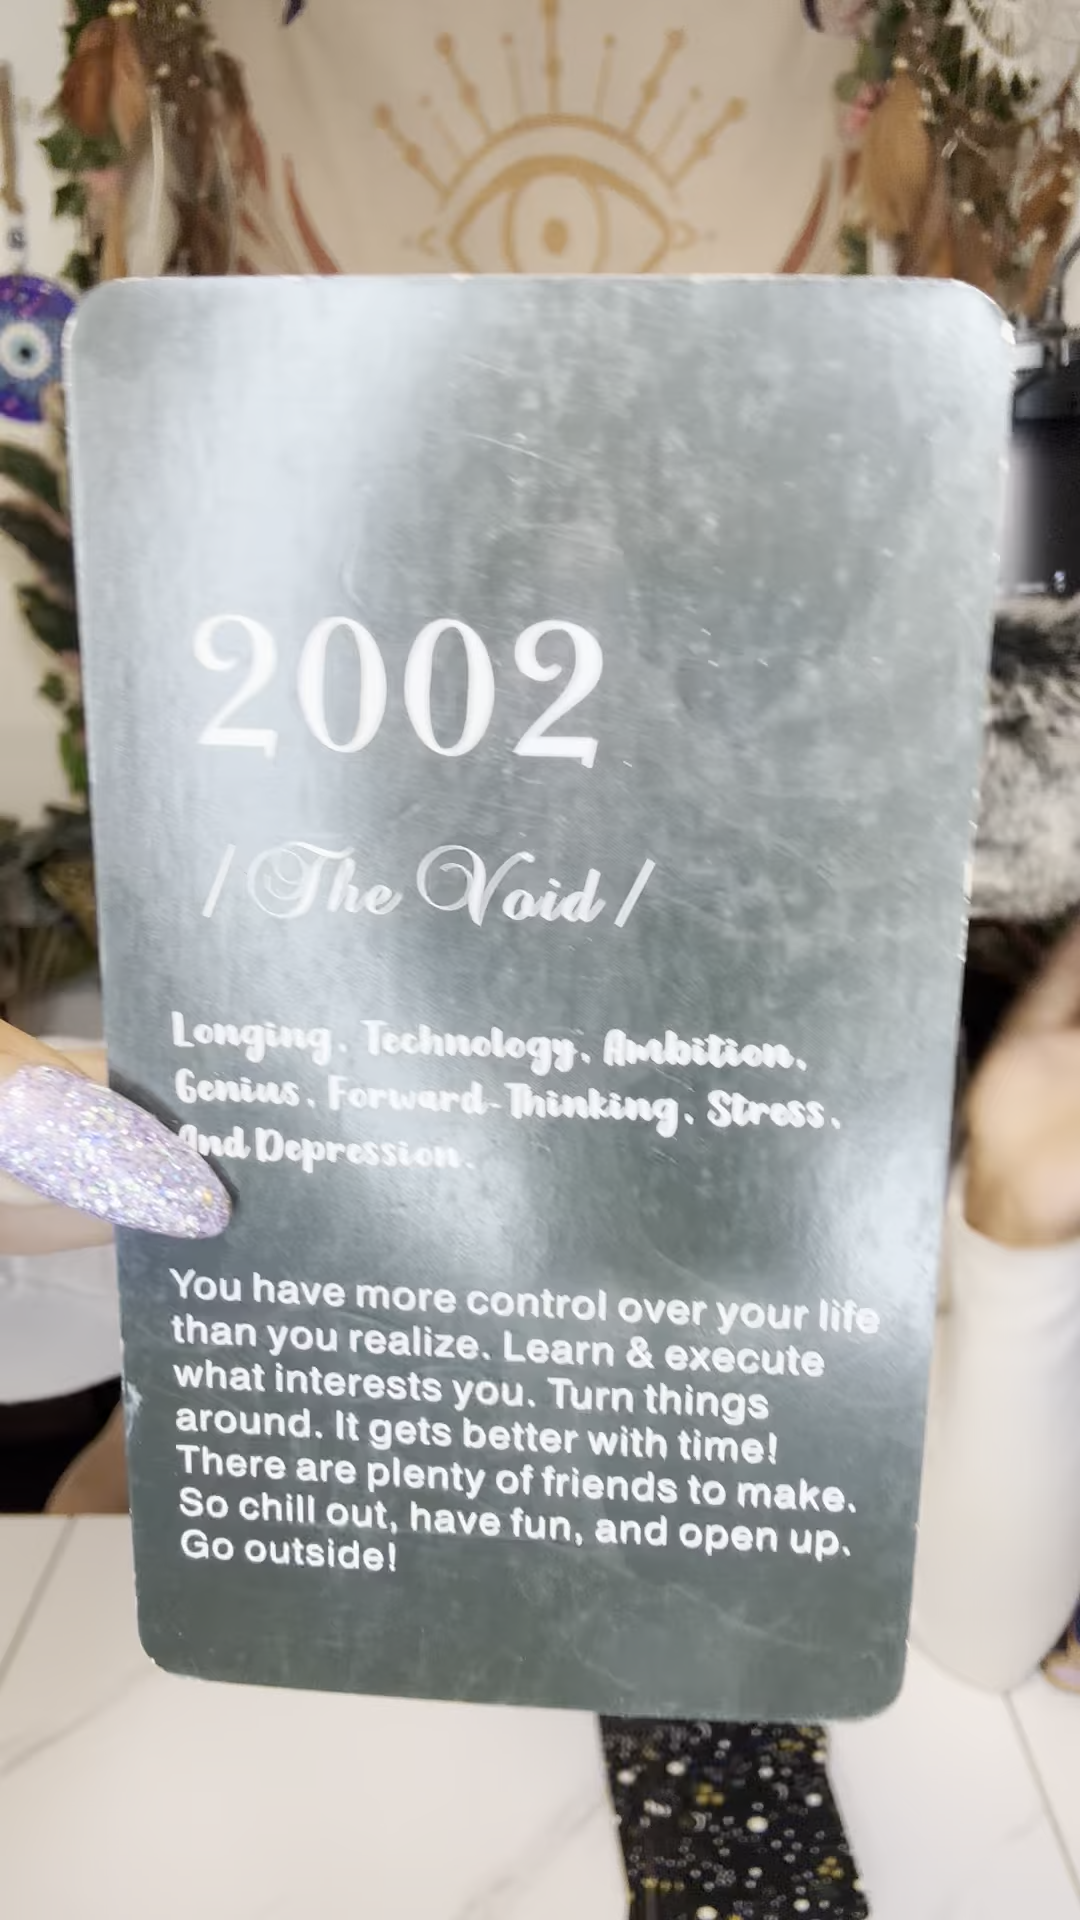 2002
/ The Void /
Longing. Technology. Ambition.
Genius. Forward-Thinking. Stress.
And Depression.
You have more control over your life
than you realize. Learn & execute
what interests you. Turn things
around. It gets better with time!
There are plenty of friends to make.
So chill out, have fun, and open up.
Go outside!